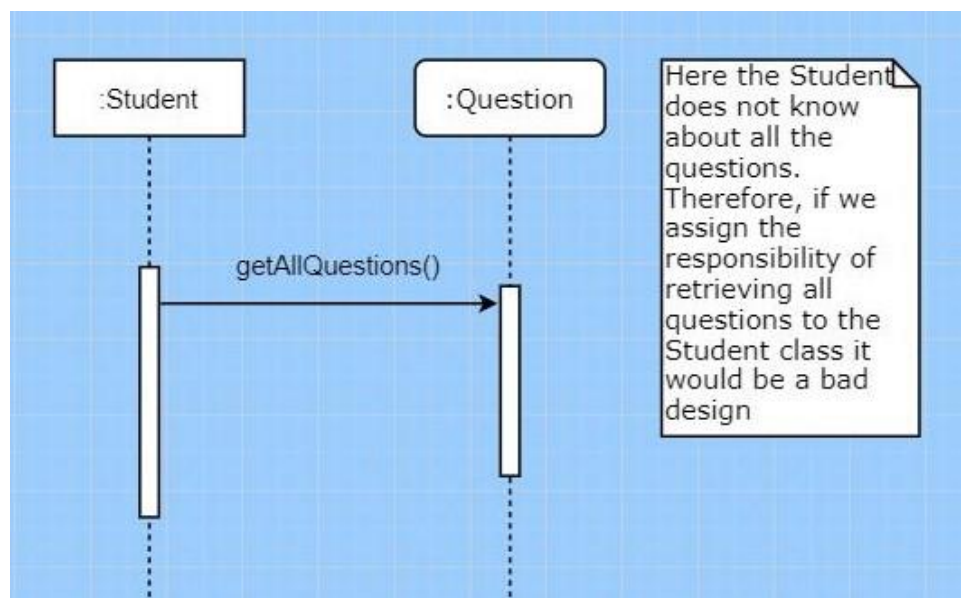 :Student
:Question
getAllQuestions()
Here the Student
does not know
about all the
questions.
Therefore, if we
assign the
responsibility of
retrieving all
questions to the
Student class it
would be a bad
design